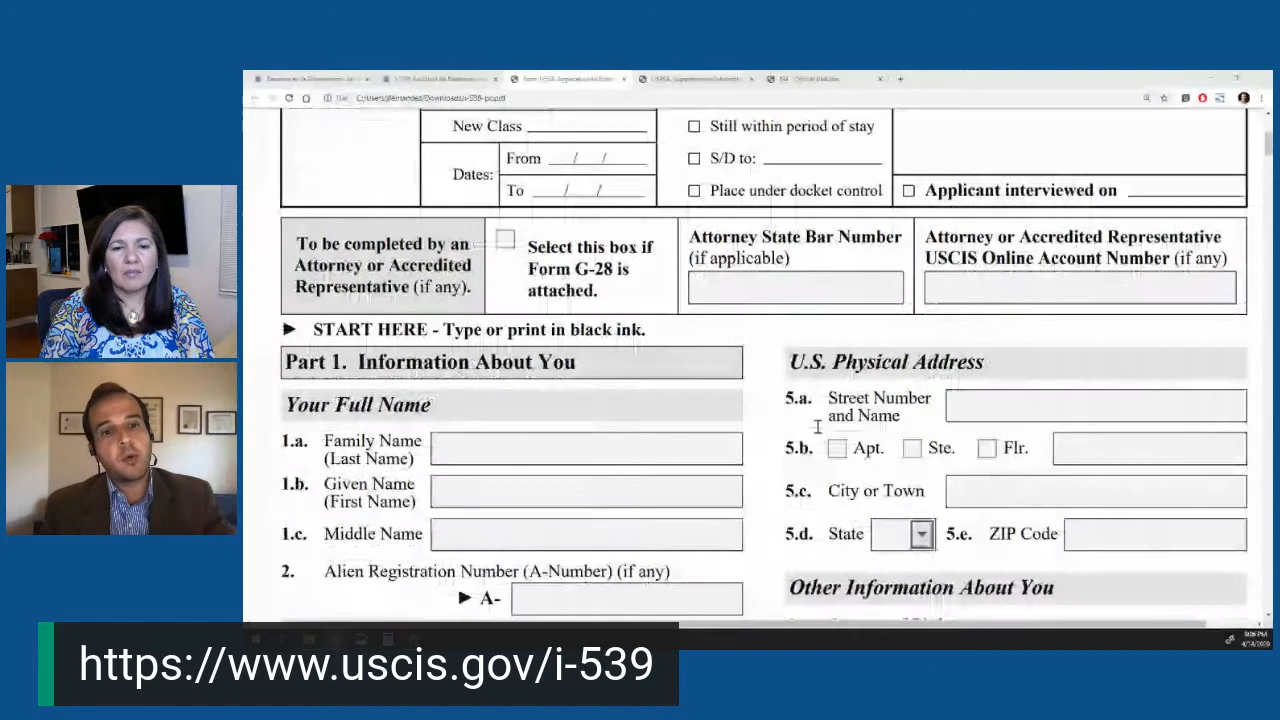 C:/Users/jfernandez/Downloads/i-539-pc.pdf
New Class
Still within period of stay
Dates:
From / /
S/D to:
To / /
Place under docket control
Applicant interviewed on
To be completed by an
Attorney or Accredited
Representative (if any).
Select this box if
Form G-28 is
attached.
Attorney State Bar Number
(if applicable)
Attorney or Accredited Representative
USCIS Online Account Number (if any)
► START HERE - Type or print in black ink.
Part 1. Information About You
Your Full Name
1.a. Family Name
(Last Name)
1.b. Given Name
(First Name)
1.c. Middle Name
2. Alien Registration Number (A-Number) (if any)
► A-
U.S. Physical Address
5.a. Street Number
and Name
5.b. Apt. Ste. Flr.
5.c. City or Town
5.d. State 5.e. ZIP Code
Other Information About You
https://www.uscis.gov/i-539